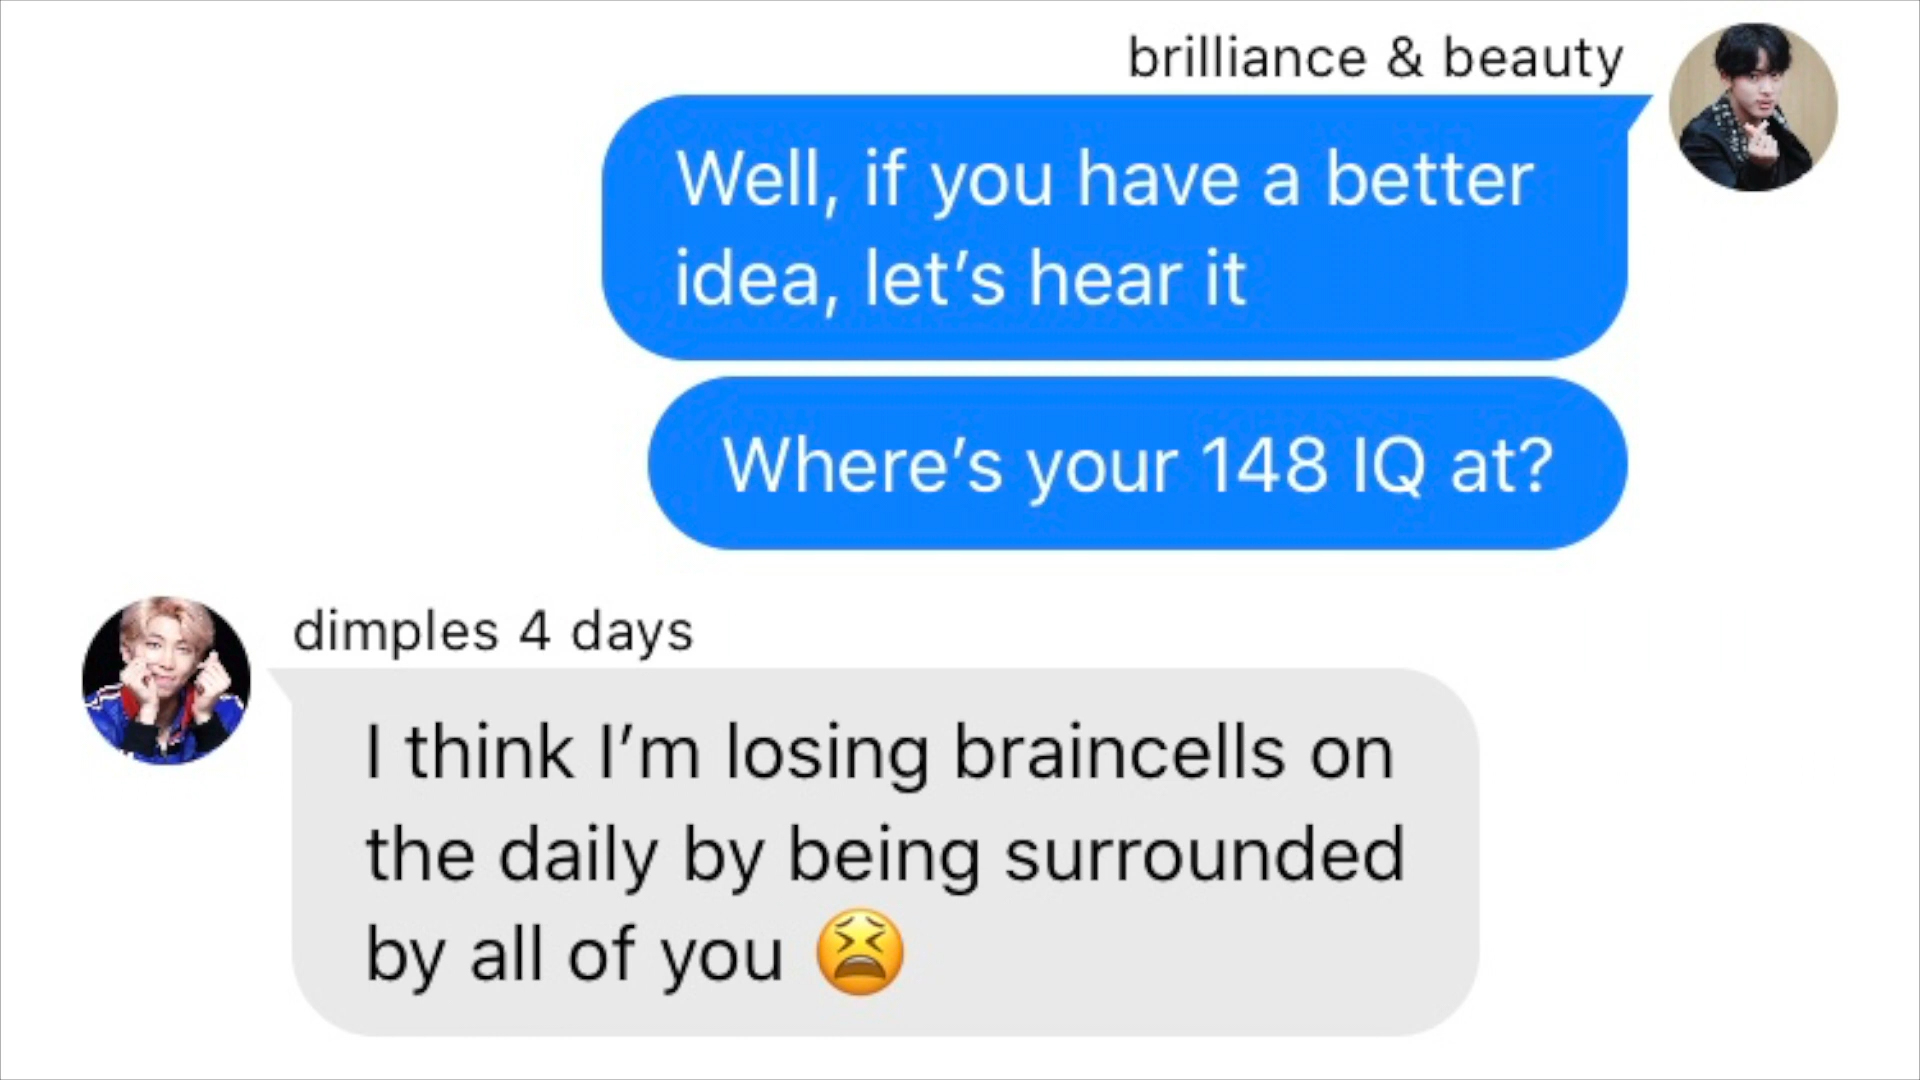 brilliance & beauty
Well, if you have a better
idea, let’s hear it
Where’s your 148 IQ at?
dimples 4 days
I think I’m losing braincells on
the daily by being surrounded
by all of you 😫